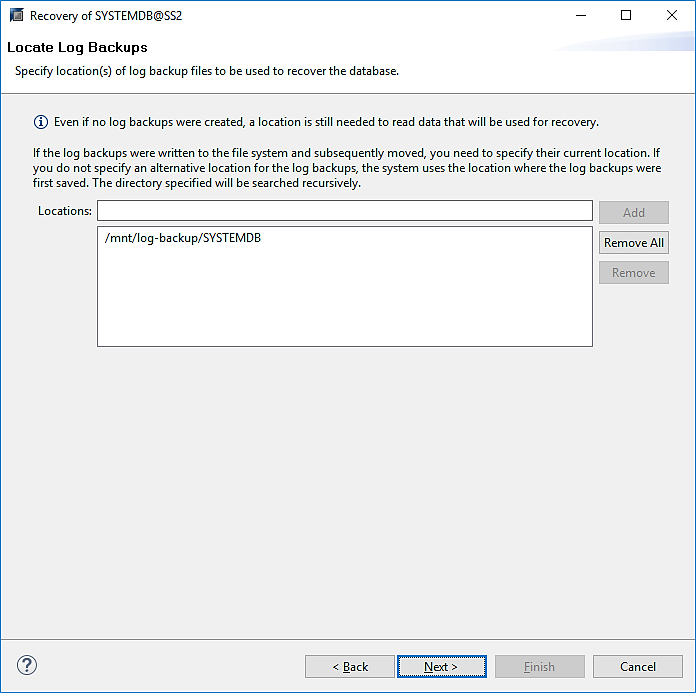 Recovery of SYSTEMDB@SS2
Locate Log Backups
Specify location(s) of log backup files to be used to recover the database.
Even if no log backups were created, a location is still needed to read data that will be used for recovery.
If the log backups were written to the file system and subsequently moved, you need to specify their current location. If
you do not specify an alternative location for the log backups, the system uses the location where the log backups were
first saved. The directory specified will be searched recursively.
Locations:
Add
/mnt/log-backup/SYSTEMDB
Remove All
Remove
?
< Back
Next >
Finish
Cancel